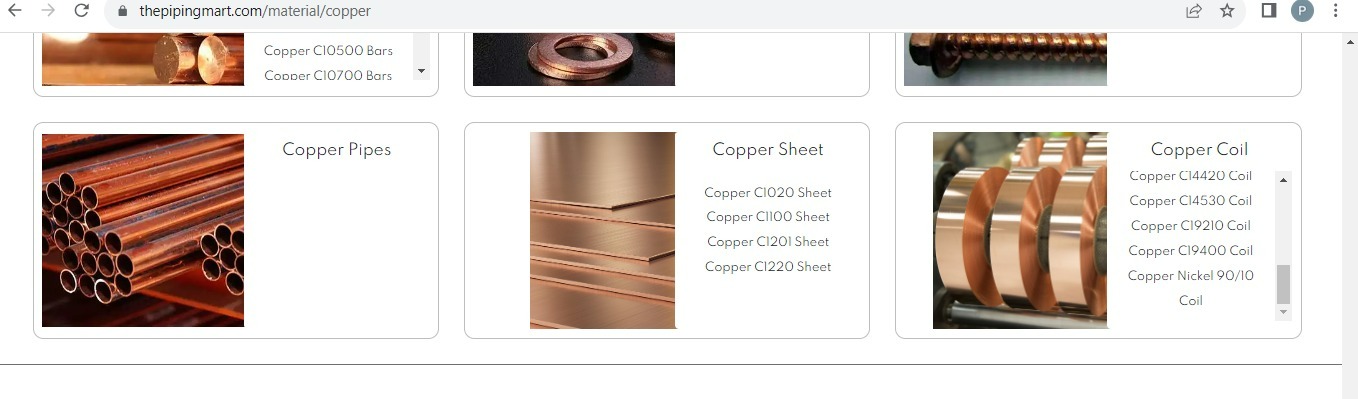 thepipingmart.com/material/copper
P
Copper C10500 Bars
Copper C10700 Bars
Copper Pipes
Copper Sheet
Copper C1020 Sheet
Copper C1100 Sheet
Copper C1201 Sheet
Copper C1220 Sheet
Copper Coil
Copper C14420 Coil
Copper C14530 Coil
Copper C19210 Coil
Copper C19400 Coil
Copper Nickel 90/10
Coil